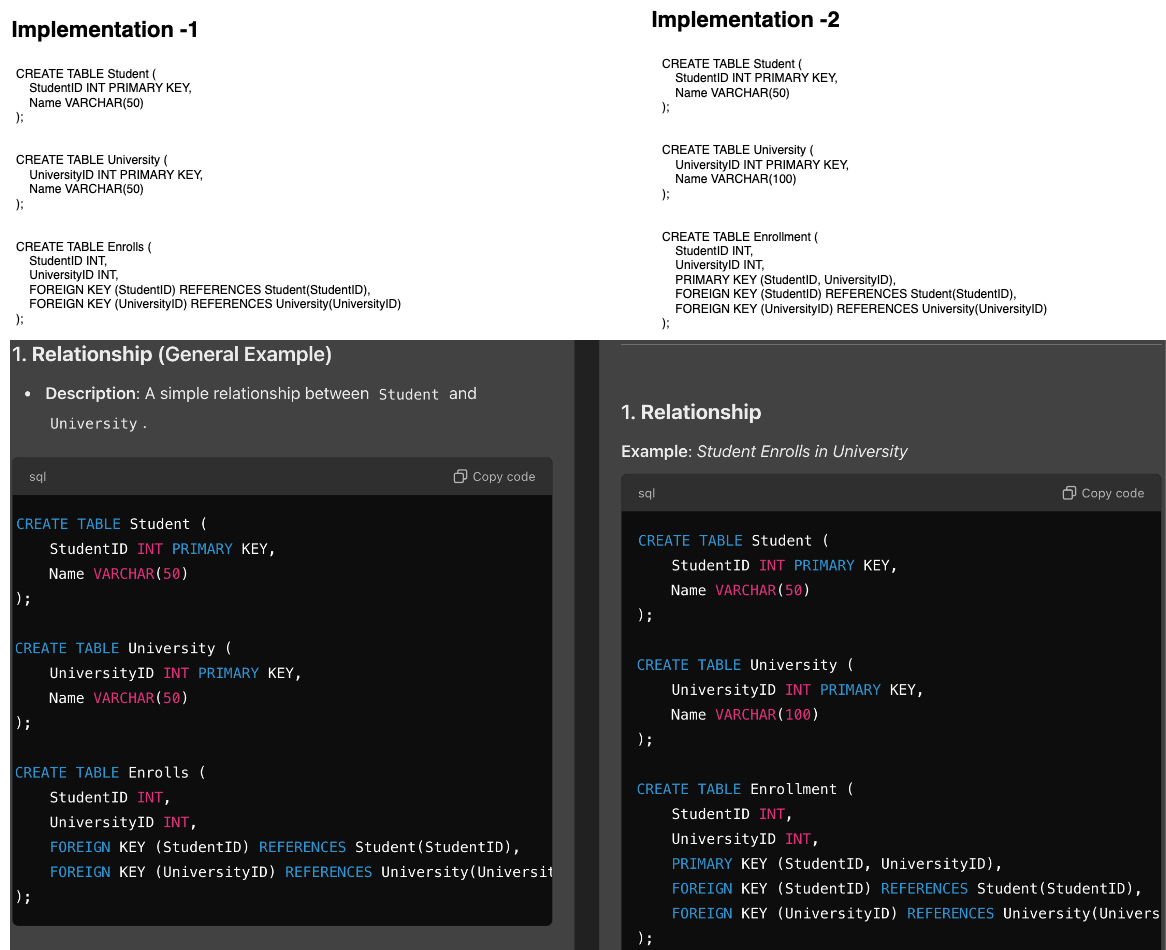 Implementation -1
CREATE TABLE Student (
StudentID INT PRIMARY KEY,
Name VARCHAR(50)
);
CREATE TABLE University (
UniversityID INT PRIMARY KEY,
Name VARCHAR(50)
);
CREATE TABLE Enrolls (
StudentID INT,
UniversityID INT,
FOREIGN KEY (StudentID) REFERENCES Student(StudentID),
FOREIGN KEY (UniversityID) REFERENCES University(UniversityID)
);
Implementation -2
CREATE TABLE Student (
StudentID INT PRIMARY KEY,
Name VARCHAR(50)
);
CREATE TABLE University (
UniversityID INT PRIMARY KEY,
Name VARCHAR(100)
);
CREATE TABLE Enrollment (
StudentID INT,
UniversityID INT,
PRIMARY KEY (StudentID, UniversityID),
FOREIGN KEY (StudentID) REFERENCES Student(StudentID),
FOREIGN KEY (UniversityID) REFERENCES University(UniversityID)
);
1. Relationship (General Example)
• Description: A simple relationship between Student and
University.
sql Copy code
CREATE TABLE Student (
StudentID INT PRIMARY KEY,
Name VARCHAR(50)
);
CREATE TABLE University (
UniversityID INT PRIMARY KEY,
Name VARCHAR(50)
);
CREATE TABLE Enrolls (
StudentID INT,
UniversityID INT,
FOREIGN KEY (StudentID) REFERENCES Student(StudentID),
FOREIGN KEY (UniversityID) REFERENCES University(Universit
);
1. Relationship
Example: Student Enrolls in University
sql Copy code
CREATE TABLE Student (
StudentID INT PRIMARY KEY,
Name VARCHAR(50)
);
CREATE TABLE University (
UniversityID INT PRIMARY KEY,
Name VARCHAR(100)
);
CREATE TABLE Enrollment (
StudentID INT,
UniversityID INT,
PRIMARY KEY (StudentID, UniversityID),
FOREIGN KEY (StudentID) REFERENCES Student(StudentID),
FOREIGN KEY (UniversityID) REFERENCES University(Univers
);